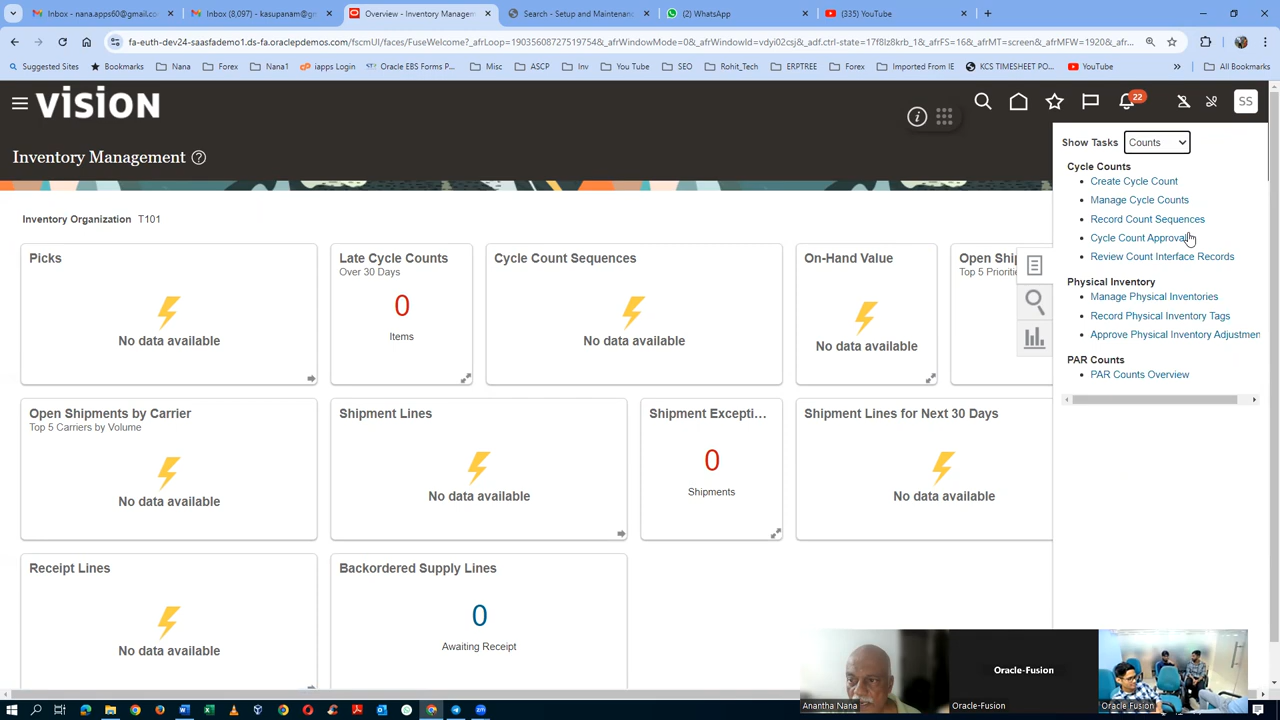 Inbox - nana.apps60@gmail.com
Inbox (8,097) - kasupanam@gm
Overview - Inventory Managem
Search - Setup and Maintenanc
(2) WhatsApp
(335) YouTube
fa-euth-dev24-saasfademo1.ds-fa.oraclepdemos.com/fscmUI/faces/FuseWelcome?_afrLoop=190356087275197548&_afrWindowMode=0&_afrWindowId=vdyi02csj&_adf.ctrl-state=17f8lz8krb_1&_afrFS=16&_afrMT=screen&_afrMFW=1920&_afrMF...
Suggested Sites
Bookmarks
Nana
Forex
Nana1
iapps Login
Oracle EBS Forms P...
Misc
ASCP
Inv
You Tube
SEO
Rohit_Tech
ERPTREE
Forex
Imported From IE
KCS TIMESHEET PO...
YouTube
All Bookmarks
VISION
22
SS
Inventory Management
Show Tasks Counts
Cycle Counts
Create Cycle Count
Manage Cycle Counts
Record Count Sequences
Cycle Count Approval
Review Count Interface Records
Physical Inventory
Manage Physical Inventories
Record Physical Inventory Tags
Approve Physical Inventory Adjustmen
PAR Counts
PAR Counts Overview
Inventory Organization T101
Picks
No data available
Late Cycle Counts
Over 30 Days
0
Items
Cycle Count Sequences
No data available
On-Hand Value
No data available
Open Ship
Top 5 Prioriti
Open Shipments by Carrier
Top 5 Carriers by Volume
No data available
Shipment Lines
No data available
Shipment Excepti...
0
Shipments
Shipment Lines for Next 30 Days
No data available
Receipt Lines
No data available
Backordered Supply Lines
0
Awaiting Receipt
Anantha Nana
Oracle-Fusion
Oracle-Fusion
Oracle Fusion